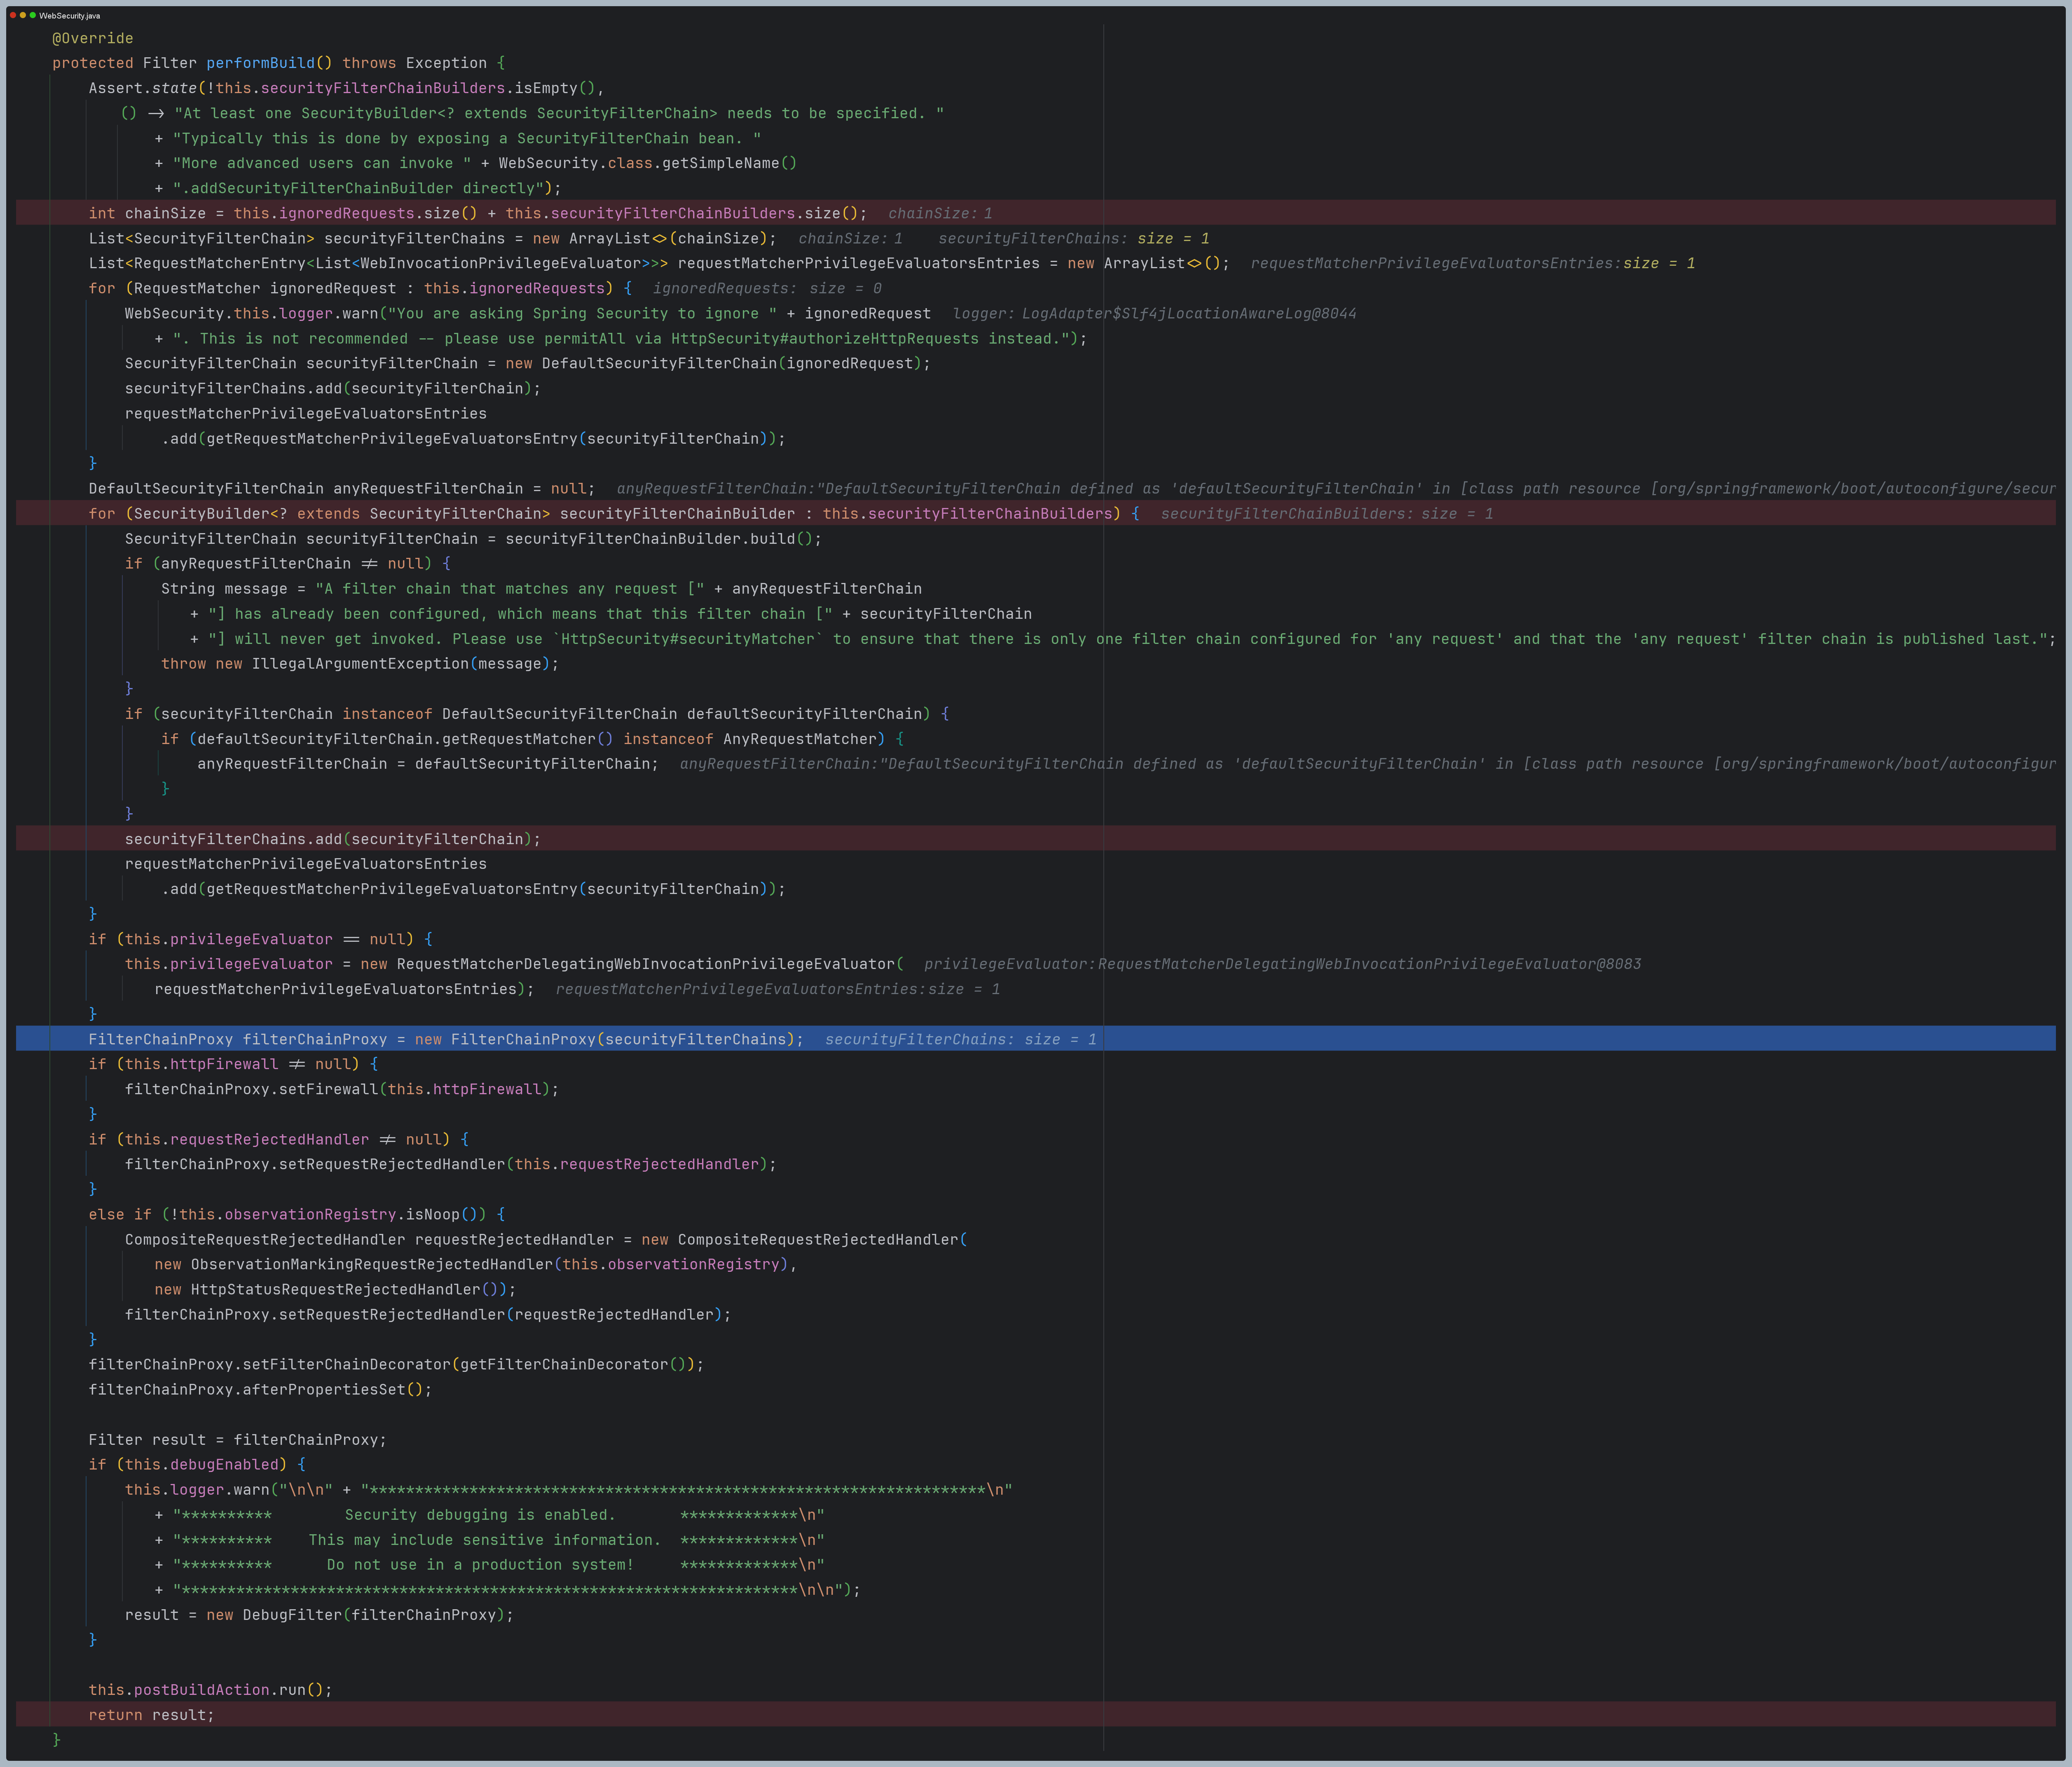 WebSecurity.java
@Override
protected Filter performBuild() throws Exception {
Assert.state(!this.securityFilterChainBuilders.isEmpty(),
() -> "At least one SecurityBuilder<? extends SecurityFilterChain> needs to be specified. "
+ "Typically this is done by exposing a SecurityFilterChain bean. "
+ "More advanced users can invoke " + WebSecurity.class.getSimpleName()
+ ".addSecurityFilterChainBuilder directly");
int chainSize = this.ignoredRequests.size() + this.securityFilterChainBuilders.size(); chainSize: 1
List<SecurityFilterChain> securityFilterChains = new ArrayList<>(chainSize); chainSize: 1 securityFilterChains: size = 1
List<RequestMatcherEntry<List<WebInvocationPrivilegeEvaluator>>> requestMatcherPrivilegeEvaluatorsEntries = new ArrayList<>(); requestMatcherPrivilegeEvaluatorsEntries: size = 1
for (RequestMatcher ignoredRequest : this.ignoredRequests) { ignoredRequests: size = 0
WebSecurity.this.logger.warn("You are asking Spring Security to ignore " + ignoredRequest logger: LogAdapter$Slf4jLocationAwareLog@8044
+ ". This is not recommended -- please use permitAll via HttpSecurity#authorizeHttpRequests instead.");
SecurityFilterChain securityFilterChain = new DefaultSecurityFilterChain(ignoredRequest);
securityFilterChains.add(securityFilterChain);
requestMatcherPrivilegeEvaluatorsEntries
.add(getRequestMatcherPrivilegeEvaluatorsEntry(securityFilterChain));
}
DefaultSecurityFilterChain anyRequestFilterChain = null; anyRequestFilterChain:"DefaultSecurityFilterChain defined as 'defaultSecurityFilterChain' in [class path resource [org/springframework/boot/autoconfigure/secur
for (SecurityBuilder<? extends SecurityFilterChain> securityFilterChainBuilder : this.securityFilterChainBuilders) { securityFilterChainBuilders: size = 1
SecurityFilterChain securityFilterChain = securityFilterChainBuilder.build();
if (anyRequestFilterChain != null) {
String message = "A filter chain that matches any request [" + anyRequestFilterChain
+ "] has already been configured, which means that this filter chain [" + securityFilterChain
+ "] will never get invoked. Please use `HttpSecurity#securityMatcher` to ensure that there is only one filter chain configured for 'any request' and that the 'any request' filter chain is published last.";
throw new IllegalArgumentException(message);
}
if (securityFilterChain instanceof DefaultSecurityFilterChain defaultSecurityFilterChain) {
if (defaultSecurityFilterChain.getRequestMatcher() instanceof AnyRequestMatcher) {
anyRequestFilterChain = defaultSecurityFilterChain; anyRequestFilterChain:"DefaultSecurityFilterChain defined as 'defaultSecurityFilterChain' in [class path resource [org/springframework/boot/autoconfigur
}
}
securityFilterChains.add(securityFilterChain);
requestMatcherPrivilegeEvaluatorsEntries
.add(getRequestMatcherPrivilegeEvaluatorsEntry(securityFilterChain));
}
if (this.privilegeEvaluator == null) {
this.privilegeEvaluator = new RequestMatcherDelegatingWebInvocationPrivilegeEvaluator( privilegeEvaluator:RequestMatcherDelegatingWebInvocationPrivilegeEvaluator@8083
requestMatcherPrivilegeEvaluatorsEntries); requestMatcherPrivilegeEvaluatorsEntries:size = 1
}
FilterChainProxy filterChainProxy = new FilterChainProxy(securityFilterChains); securityFilterChains: size = 1
if (this.httpFirewall != null) {
filterChainProxy.setFirewall(this.httpFirewall);
}
if (this.requestRejectedHandler != null) {
filterChainProxy.setRequestRejectedHandler(this.requestRejectedHandler);
}
else if (!this.observationRegistry.isNoop()) {
CompositeRequestRejectedHandler requestRejectedHandler = new CompositeRequestRejectedHandler(
new ObservationMarkingRequestRejectedHandler(this.observationRegistry),
new HttpStatusRequestRejectedHandler());
filterChainProxy.setRequestRejectedHandler(requestRejectedHandler);
}
filterChainProxy.setFilterChainDecorator(getFilterChainDecorator());
filterChainProxy.afterPropertiesSet();
Filter result = filterChainProxy;
if (this.debugEnabled) {
this.logger.warn("\n\n" + "********************************************************************\n"
+ "**********        Security debugging is enabled.       *************\n"
+ "**********    This may include sensitive information.  *************\n"
+ "**********      Do not use in a production system!     *************\n"
+ "********************************************************************\n\n");
result = new DebugFilter(filterChainProxy);
}
this.postBuildAction.run();
return result;
}